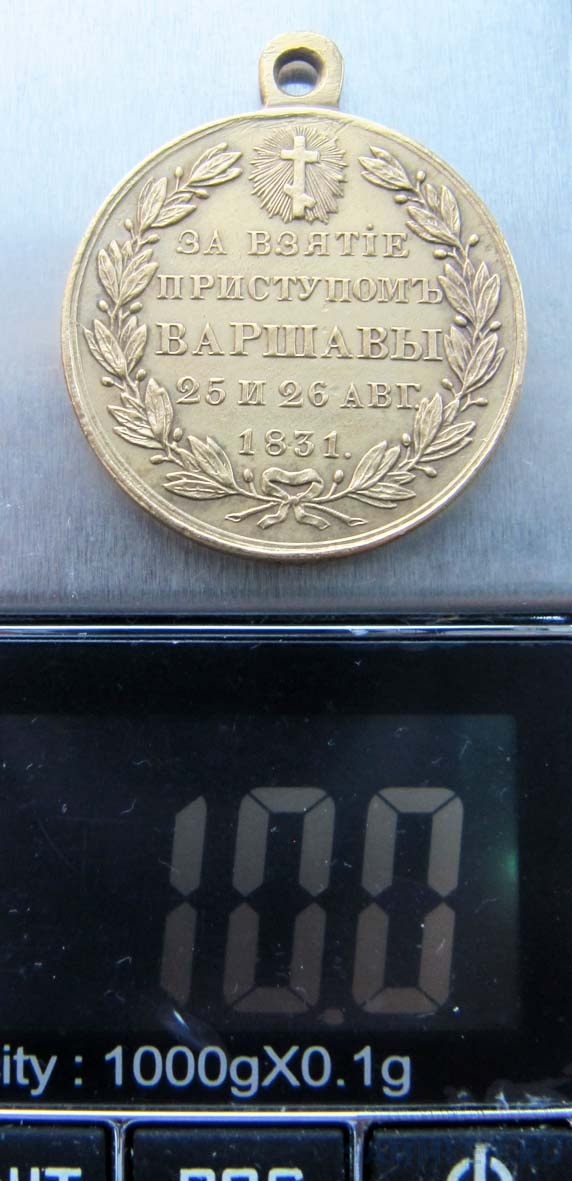 ЗА ВЗЯТІЕ
ПРИСТУПОМЪ
ВАРШАВЫ
25 И 26 АВГ.
1831.
10.0
ity : 1000gX0.1g